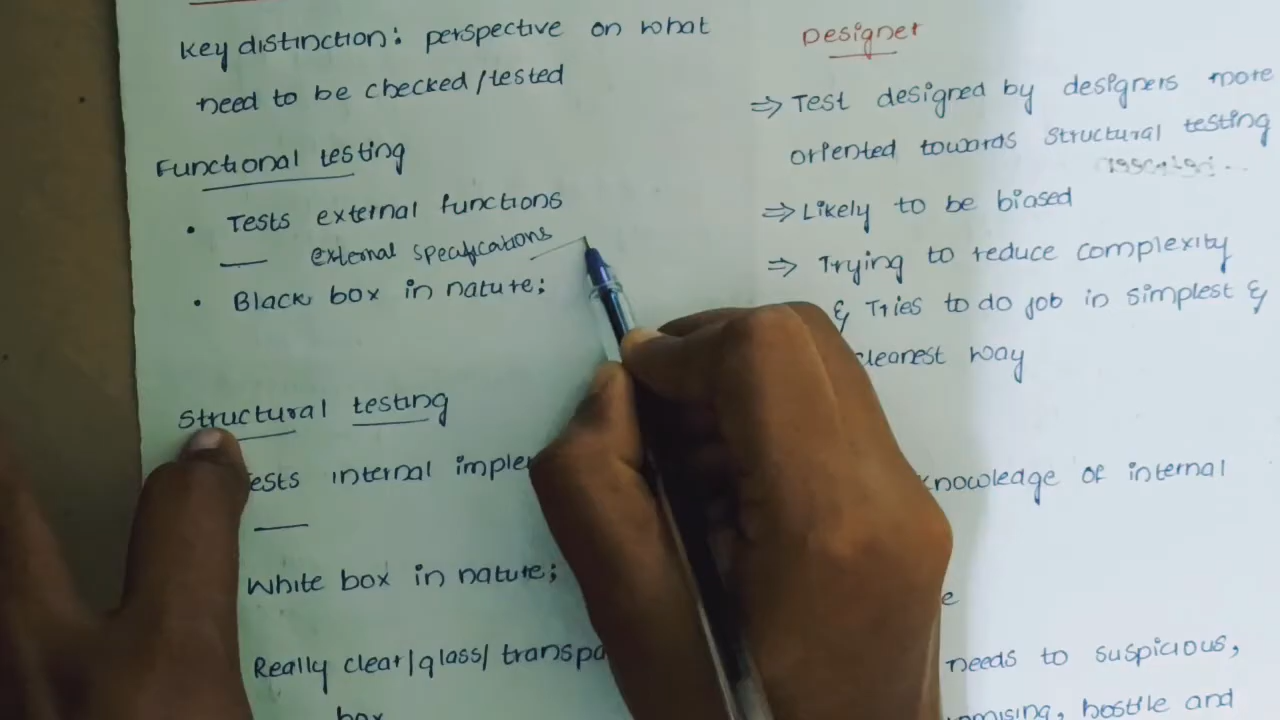 Key distinction: perspective on what
need to be checked/tested
Functional testing
• Tests external functions
external specifications
• Black box in nature;
Structural testing
ests internal imple
White box in nature;
Really clear/glass/transpa
box
Designer
⇒ Test designed by designers more
oriented towards structural testing
⇒ Likely to be biased
⇒ Trying to reduce complexity
& Tries to do job in simplest &
cleanest way
knowledge of internal
e
needs to suspicious,
omising, hostile and